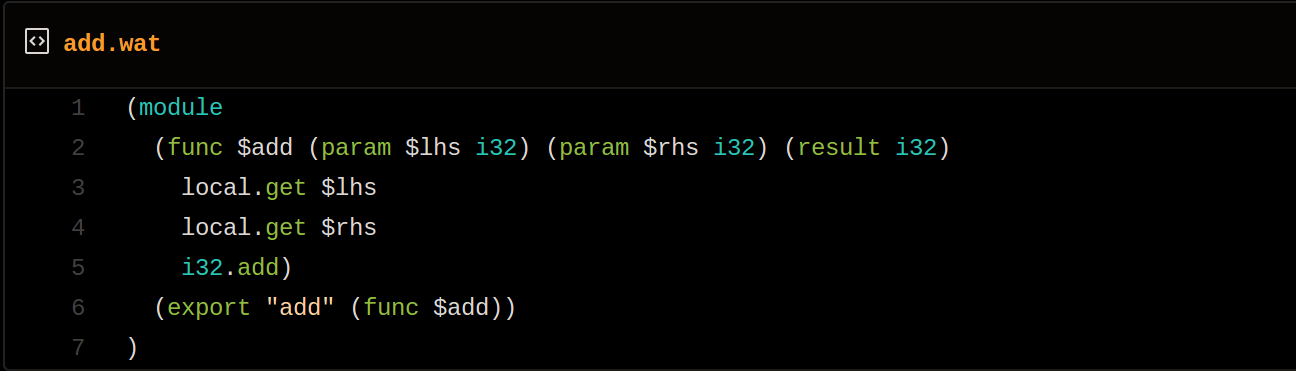 add.wat
1 (module
2   (func $add (param $lhs i32) (param $rhs i32) (result i32)
3     local.get $lhs
4     local.get $rhs
5     i32.add)
6   (export "add" (func $add))
7 )